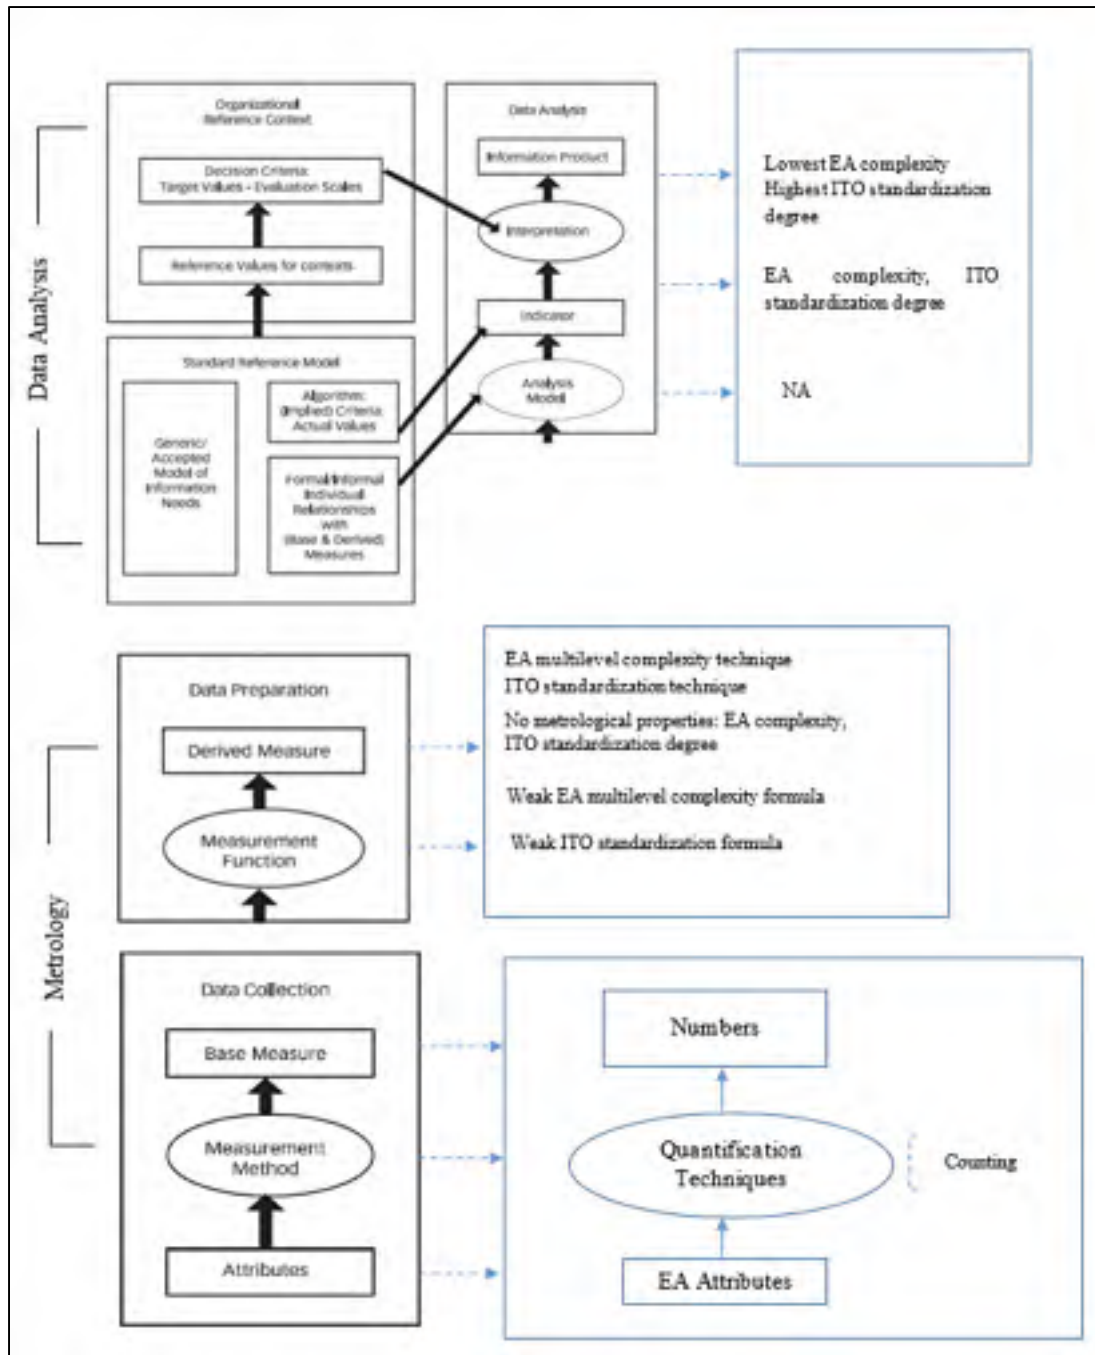 Data Analysis
Organizational
Reference Context
Decision Criteria:
Target Values - Evaluation Scales
Reference Values for contexts
Standard Reference Model
Generic/
Accepted
Model of
Information
Needs
Algorithm:
(Implied) Criteria
Actual Values
Formal/Informal
Individual
Relationships
with
(Base & Derived)
Measures
Data Analysis
Information Product
Interpretation
Indicator
Analysis
Model
Lowest EA complexity
Highest ITO standardization
degree
EA complexity, ITO
standardization degree
NA
Metrology
Data Preparation
Derived Measure
Measurement
Function
EA multilevel complexity technique
ITO standardization technique
No metrological properties: EA complexity,
ITO standardization degree
Weak EA multilevel complexity formula
Weak ITO standardization formula
Data Collection
Base Measure
Measurement
Method
Attributes
Numbers
Quantification
Techniques
Counting
EA Attributes